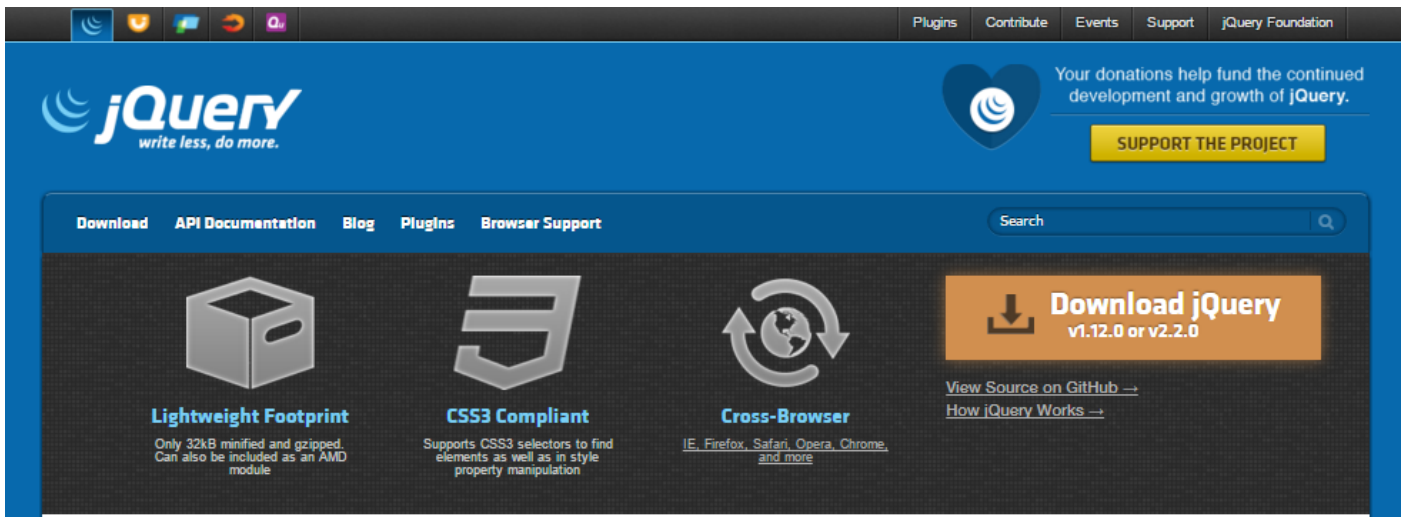 Plugins Contribute Events Support jQuery Foundation
Your donations help fund the continued
development and growth of jQuery.
jQuery
write less, do more.
SUPPORT THE PROJECT
Download API Documentation Blog Plugins Browser Support
Search
Download jQuery
v1.12.0 or v2.2.0
View Source on GitHub →
How jQuery Works →
Lightweight Footprint
Only 32kB minified and gzipped.
Can also be included as an AMD
module
CSS3 Compliant
Supports CSS3 selectors to find
elements as well as in style
property manipulation
Cross-Browser
IE, Firefox, Safari, Opera, Chrome,
and more